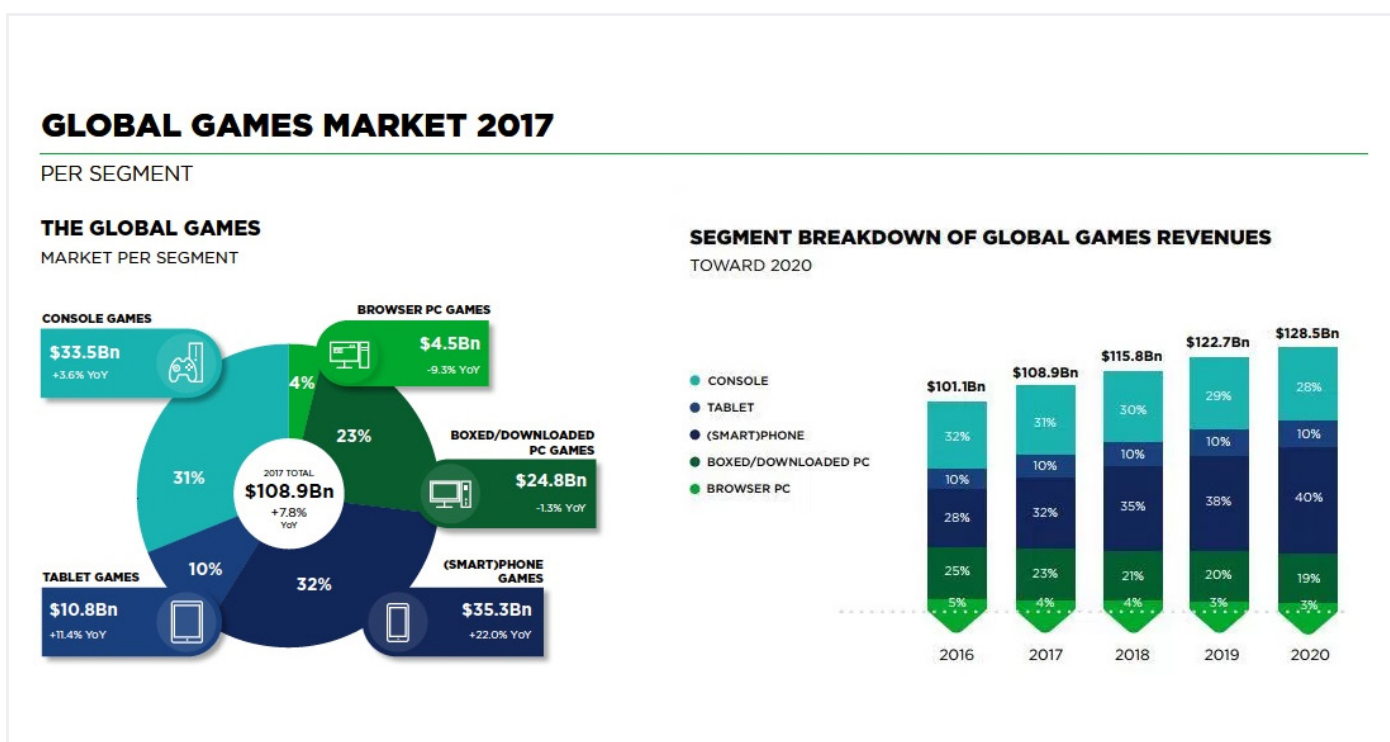 GLOBAL GAMES MARKET 2017
PER SEGMENT
THE GLOBAL GAMES
MARKET PER SEGMENT
CONSOLE GAMES
$33.5Bn
+3.6% YoY
BROWSER PC GAMES
$4.5Bn
-9.3% YoY
4%
23%
31%
10%
32%
2017 TOTAL
$108.9Bn
+7.8%
YoY
BOXED/DOWNLOADED
PC GAMES
$24.8Bn
-1.3% YoY
TABLET GAMES
$10.8Bn
+11.4% YoY
(SMART)PHONE
GAMES
$35.3Bn
+22.0% YoY
SEGMENT BREAKDOWN OF GLOBAL GAMES REVENUES
TOWARD 2020
CONSOLE
TABLET
(SMART)PHONE
BOXED/DOWNLOADED PC
BROWSER PC
$101.1Bn
32%
10%
28%
25%
5%
2016
$108.9Bn
31%
10%
32%
23%
4%
2017
$115.8Bn
30%
10%
35%
21%
4%
2018
$122.7Bn
29%
10%
38%
20%
3%
2019
$128.5Bn
28%
10%
40%
19%
3%
2020